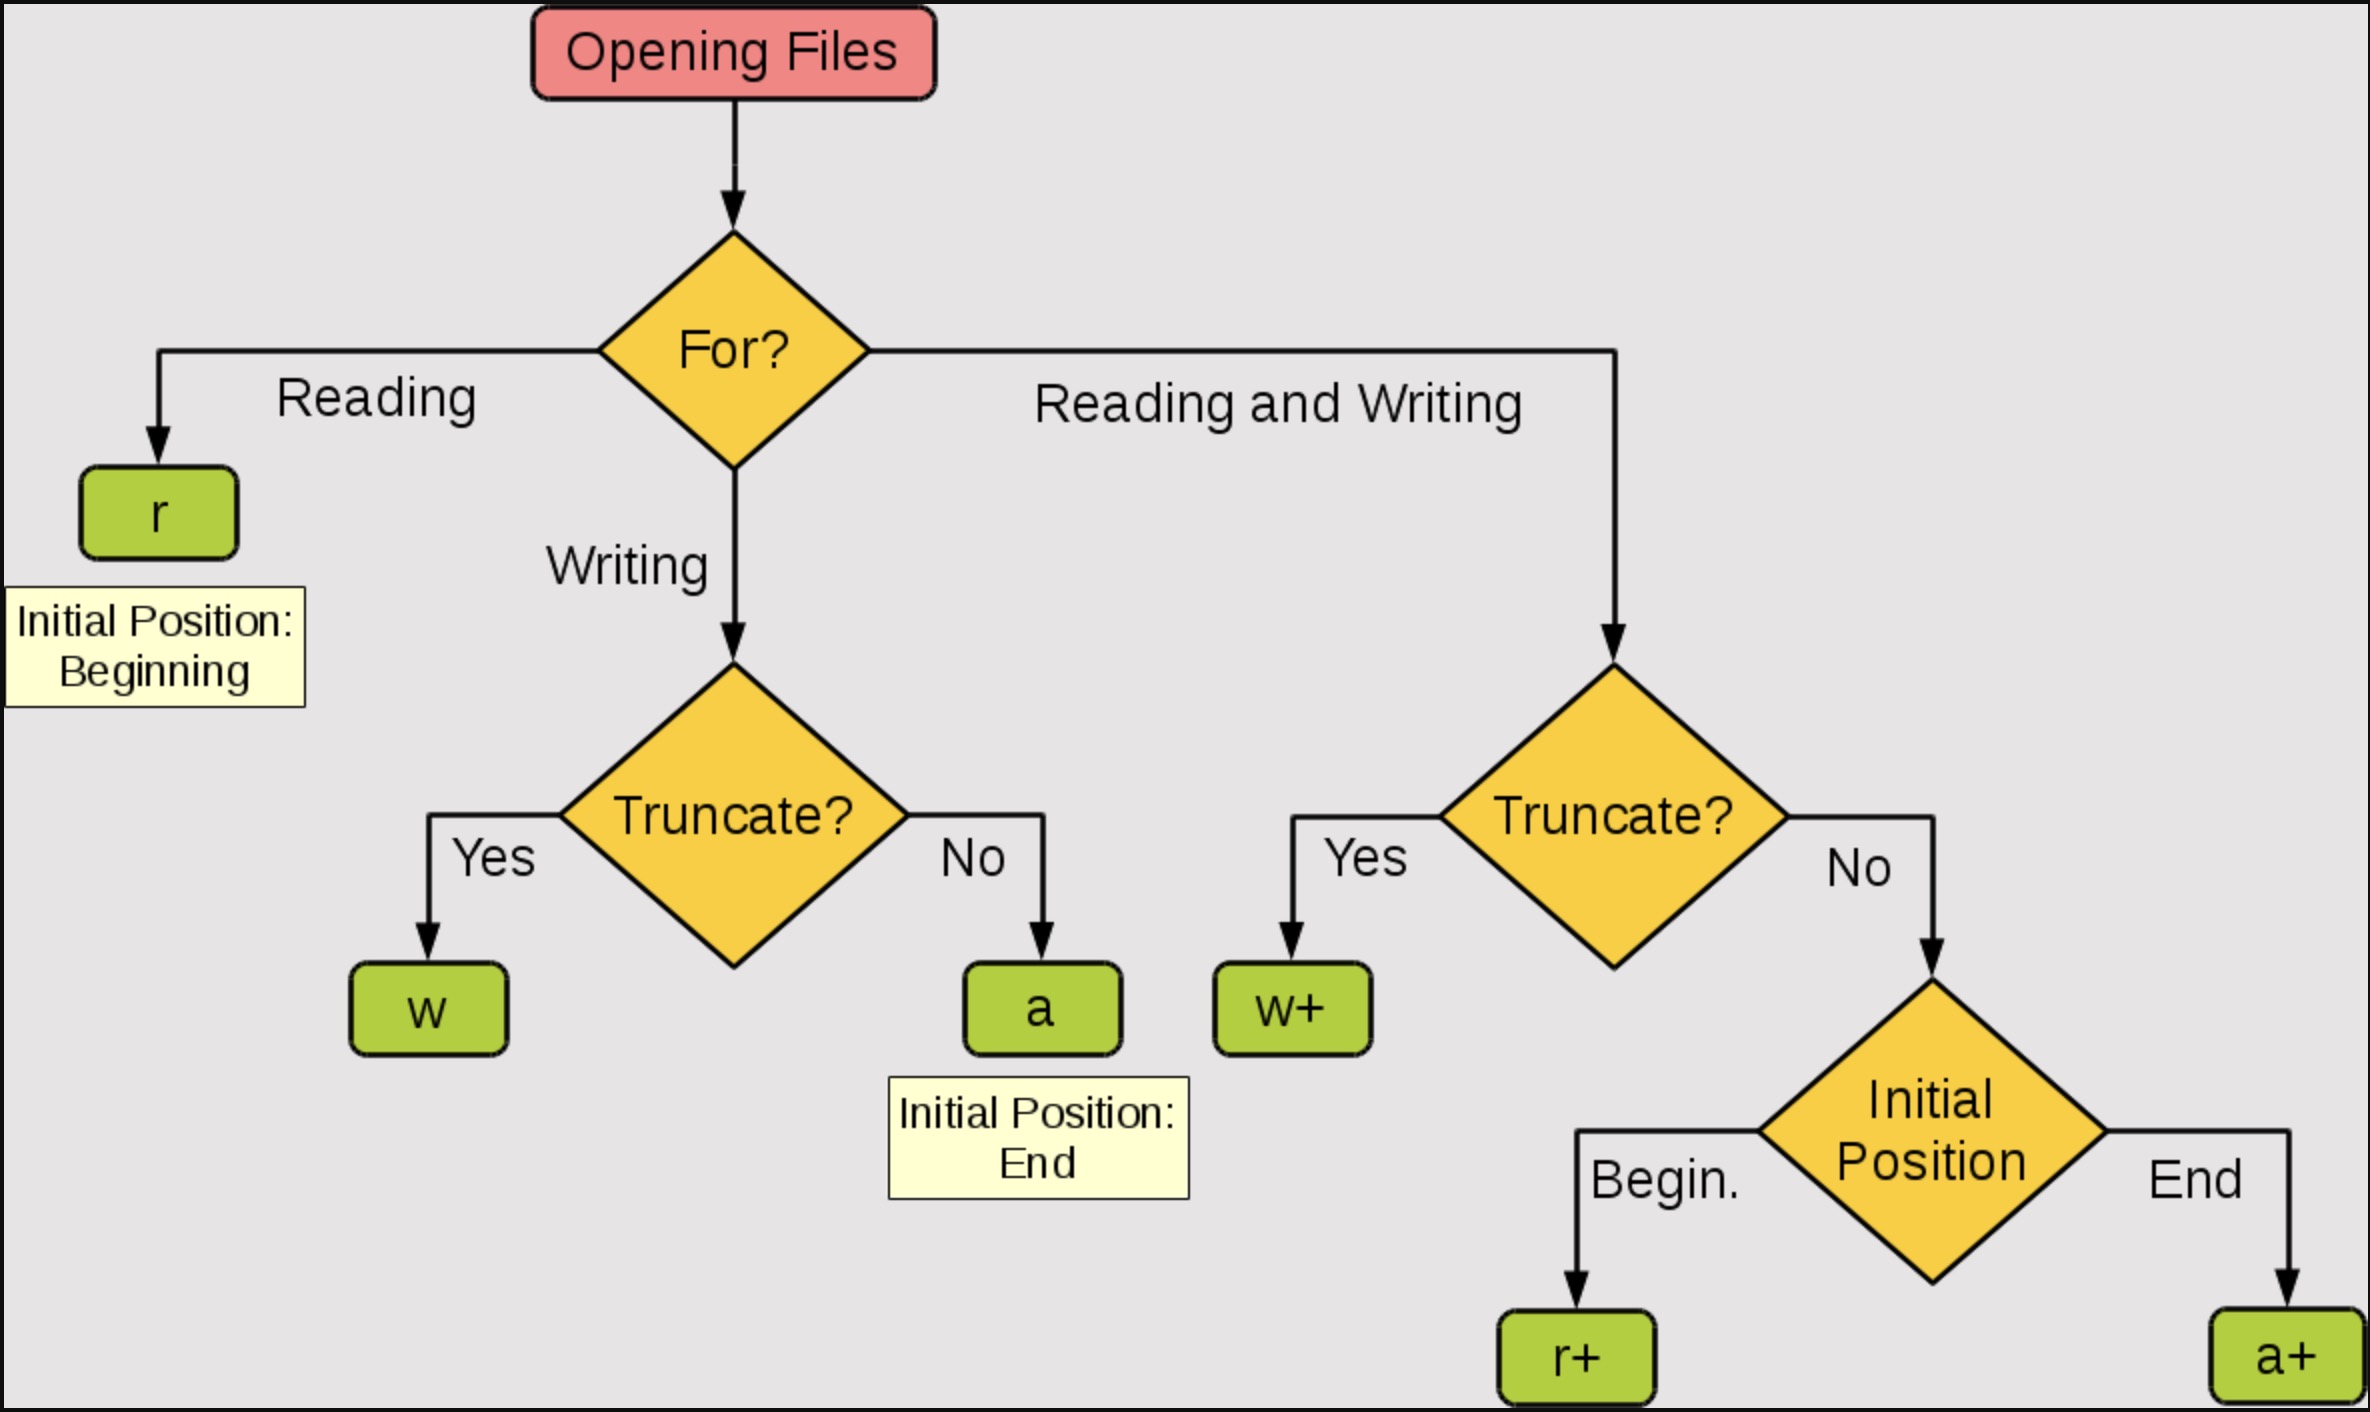 Opening Files
For?
Reading
Reading and Writing
r
Writing
Initial Position:
Beginning
Truncate?
Yes
No
w
a
Initial Position:
End
Truncate?
Yes
No
w+
Initial
Position
Begin.
End
r+
a+